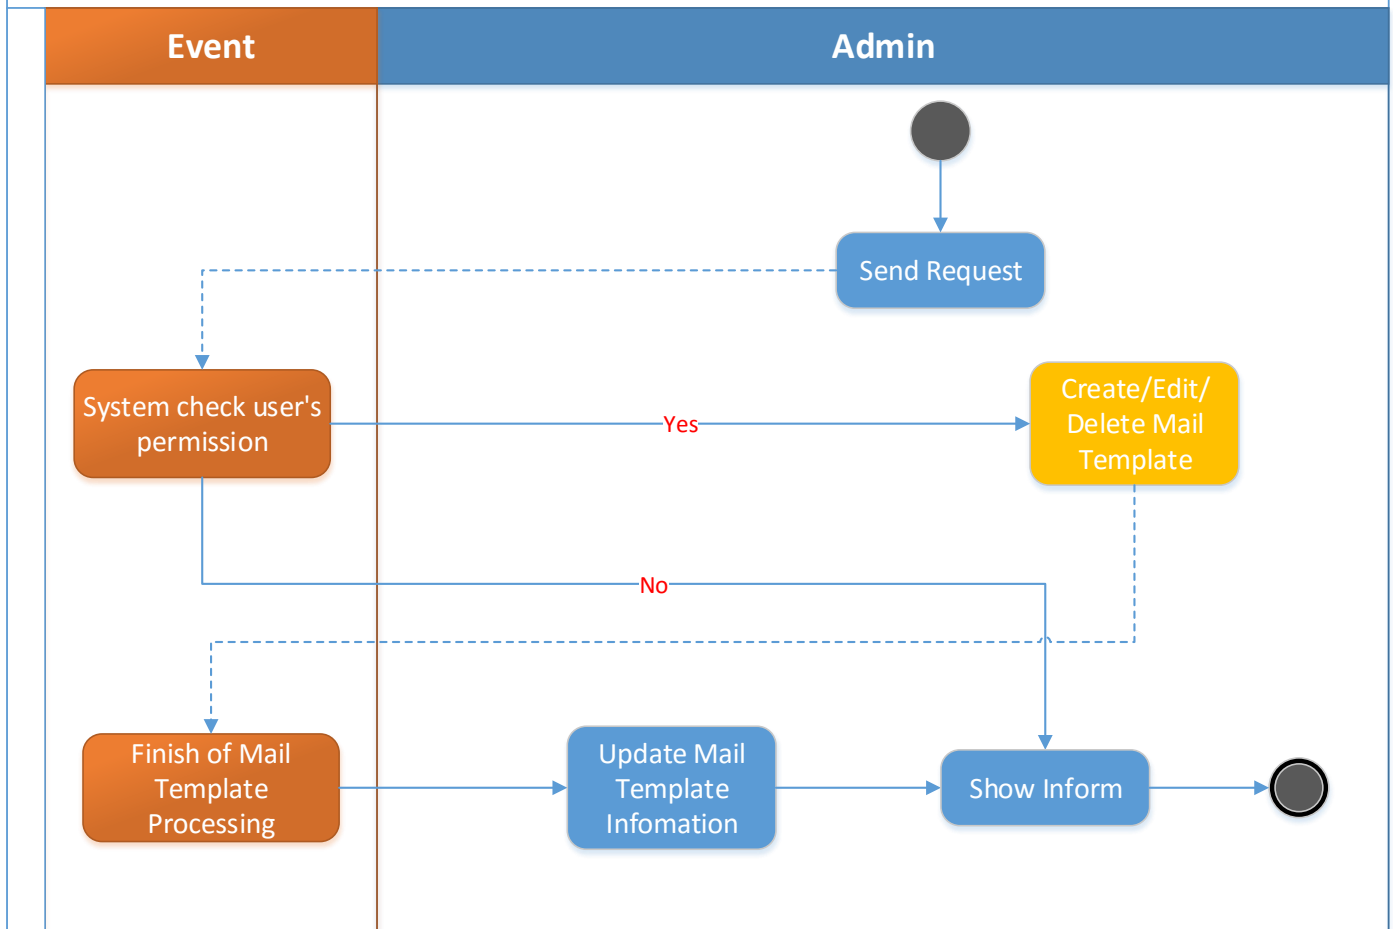 Event
Admin
Send Request
System check user's
permission
Yes
Create/Edit/
Delete Mail
Template
No
Finish of Mail
Template
Processing
Update Mail
Template
Infomation
Show Inform